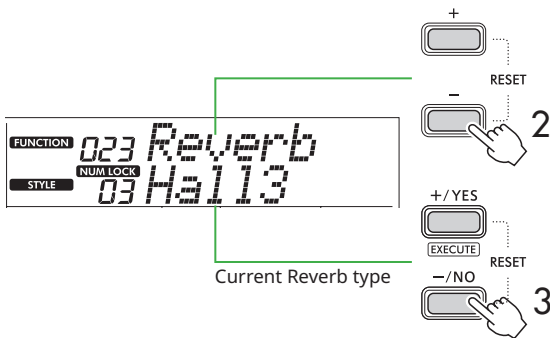 +
RESET
−
2
FUNCTION 023 Reverb
NUM LOCK
STYLE 03 Hall3
+/YES
EXECUTE
RESET
Current Reverb type
−/NO
3